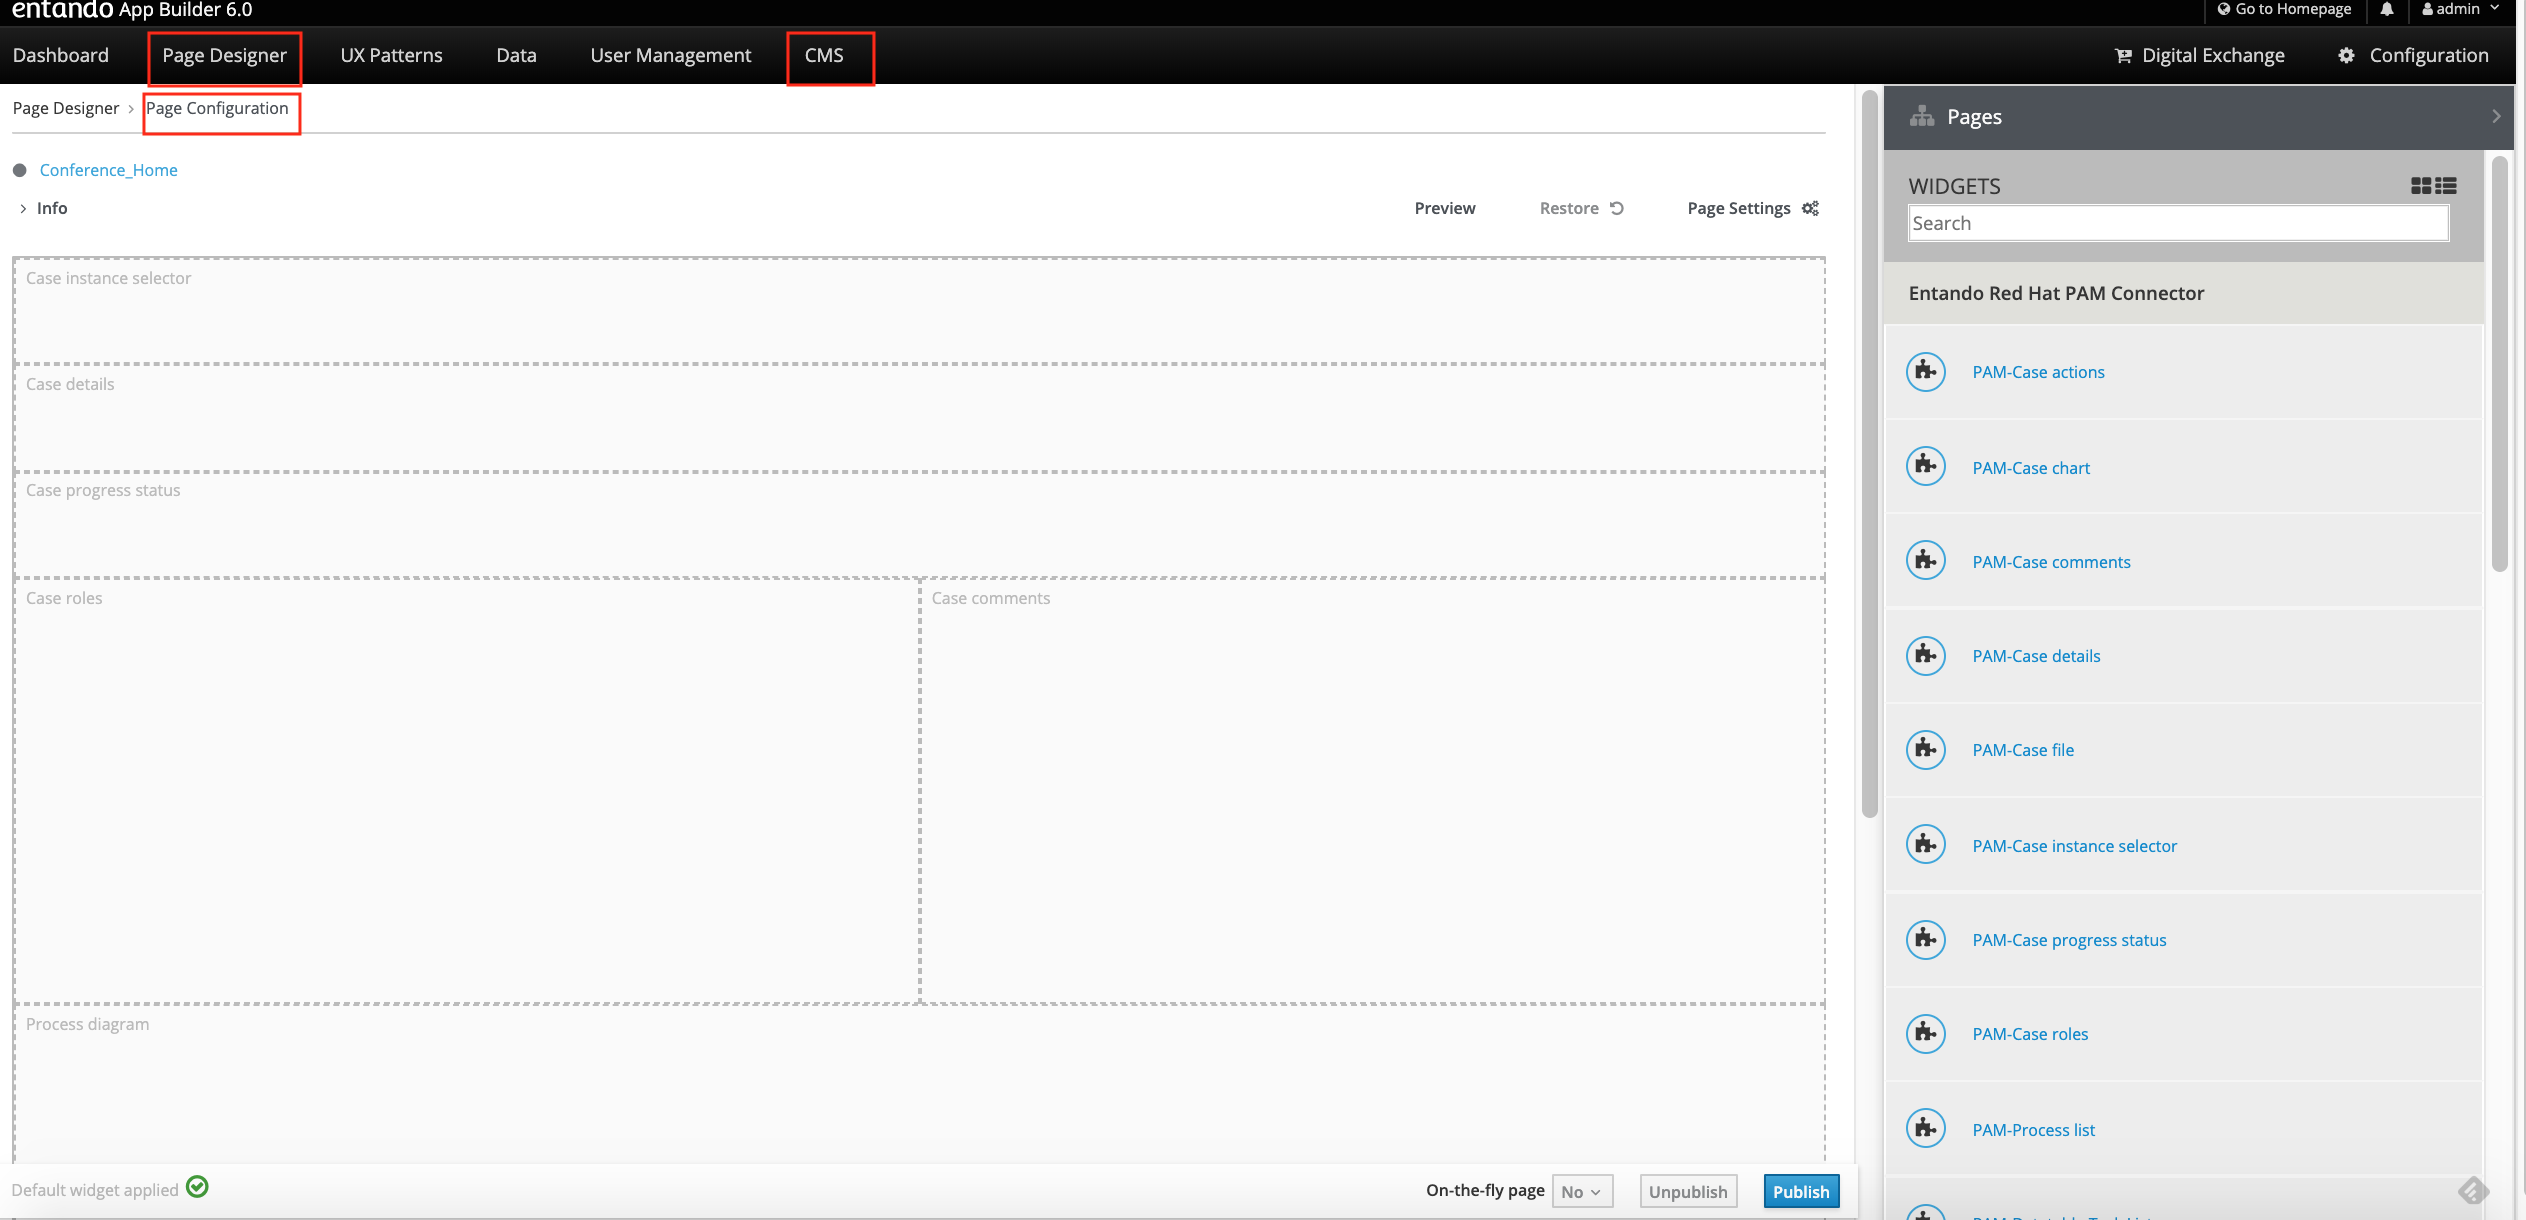 entando App Builder 6.0
Go to Homepage
admin
Dashboard
Page Designer
UX Patterns
Data
User Management
CMS
Digital Exchange
Configuration
Page Designer
Page Configuration
Pages
Conference_Home
Info
Preview
Restore
Page Settings
WIDGETS
Search
Entando Red Hat PAM Connector
PAM-Case actions
PAM-Case chart
PAM-Case comments
PAM-Case details
PAM-Case file
PAM-Case instance selector
PAM-Case progress status
PAM-Case roles
PAM-Process list
Case instance selector
Case details
Case progress status
Case roles
Case comments
Process diagram
Default widget applied
On-the-fly page
No
Unpublish
Publish